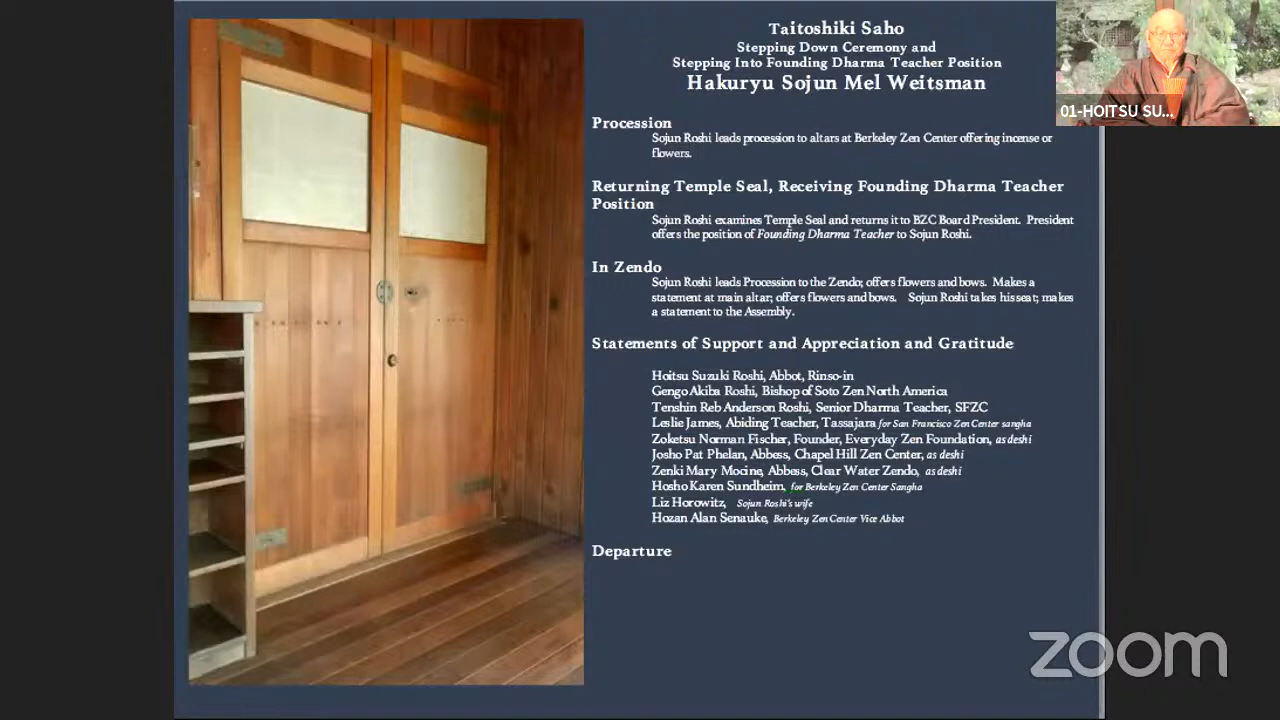 Taitoshiki Saho
Stepping Down Ceremony and
Stepping Into Founding Dharma Teacher Position
Hakuryu Sojun Mel Weitsman
01-HOITSU SU...
Procession
Sojun Roshi leads procession to altars at Berkeley Zen Center offering incense or
flowers.
Returning Temple Seal, Receiving Founding Dharma Teacher
Position
Sojun Roshi examines Temple Seal and returns it to BZC Board President. President
offers the position of Founding Dharma Teacher to Sojun Roshi.
In Zendo
Sojun Roshi leads Procession to the Zendo; offers flowers and bows. Makes a
statement at main altar; offers flowers and bows. Sojun Roshi takes his seat; makes
a statement to the Assembly.
Statements of Support and Appreciation and Gratitude
Hoitsu Suzuki Roshi, Abbot, Rinso-in
Gengo Akiba Roshi, Bishop of Soto Zen North America
Tenshin Reb Anderson Roshi, Senior Dharma Teacher, SFZC
Leslie James, Abiding Teacher, Tassajara for San Francisco Zen Center sangha
Zoketsu Norman Fischer, Founder, Everyday Zen Foundation, as deshi
Josho Pat Phelan, Abbess, Chapel Hill Zen Center, as deshi
Zenki Mary Mocine, Abbess, Clear Water Zendo, as deshi
Hosho Karen Sundheim, for Berkeley Zen Center Sangha
Liz Horowitz, Sojun Roshi's wife
Hozan Alan Senauke, Berkeley Zen Center Vice Abbot
Departure
zoom